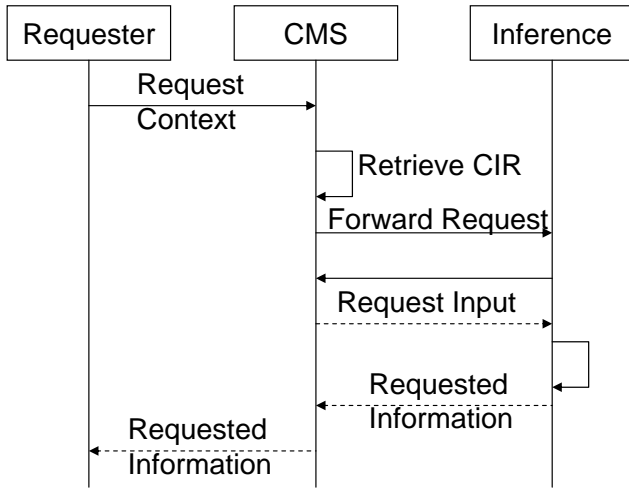 Requester
CMS
Inference
Request
Context
Retrieve CIR
Forward Request
Request Input
Requested
Information
Requested
Information